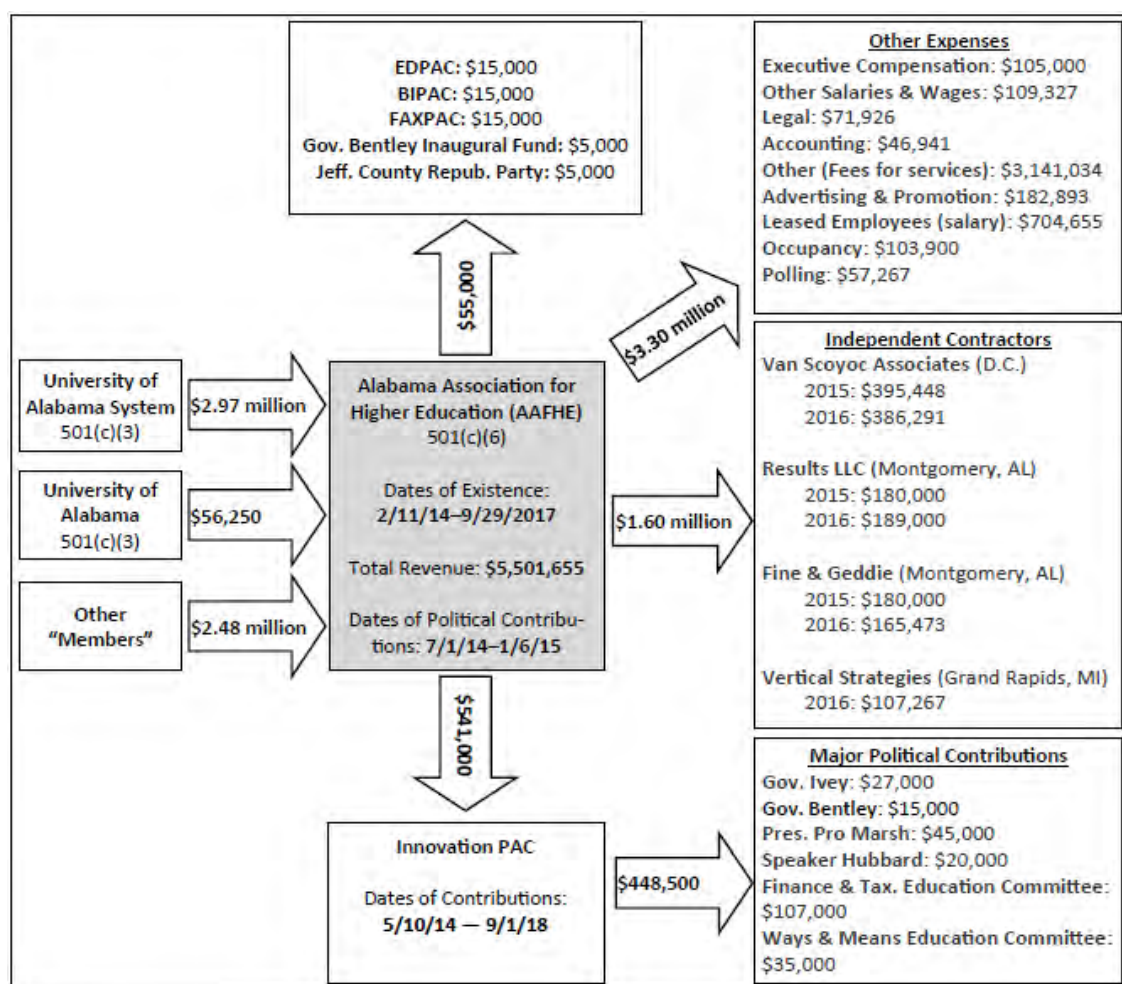 EDPAC: $15,000
BIPAC: $15,000
FAXPAC: $15,000
Gov. Bentley Inaugural Fund: $5,000
Jeff. County Repub. Party: $5,000
$55,000
University of
Alabama System
501(c)(3)
$2.97 million
University of
Alabama
501(c)(3)
$56,250
Other
“Members”
$2.48 million
Alabama Association for
Higher Education (AAFHE)
501(c)(6)
Dates of Existence:
2/11/14–9/29/2017
Total Revenue: $5,501,655
Dates of Political Contribu-
tions: 7/1/14–1/6/15
$541,000
Innovation PAC
Dates of Contributions:
5/10/14 — 9/1/18
$3.30 million
Other Expenses
Executive Compensation: $105,000
Other Salaries & Wages: $109,327
Legal: $71,926
Accounting: $46,941
Other (Fees for services): $3,141,034
Advertising & Promotion: $182,893
Leased Employees (salary): $704,655
Occupancy: $103,900
Polling: $57,267
$1.60 million
Independent Contractors
Van Scoyoc Associates (D.C.)
2015: $395,448
2016: $386,291
Results LLC (Montgomery, AL)
2015: $180,000
2016: $189,000
Fine & Geddie (Montgomery, AL)
2015: $180,000
2016: $165,473
Vertical Strategies (Grand Rapids, MI)
2016: $107,267
$448,500
Major Political Contributions
Gov. Ivey: $27,000
Gov. Bentley: $15,000
Pres. Pro Marsh: $45,000
Speaker Hubbard: $20,000
Finance & Tax. Education Committee:
$107,000
Ways & Means Education Committee:
$35,000